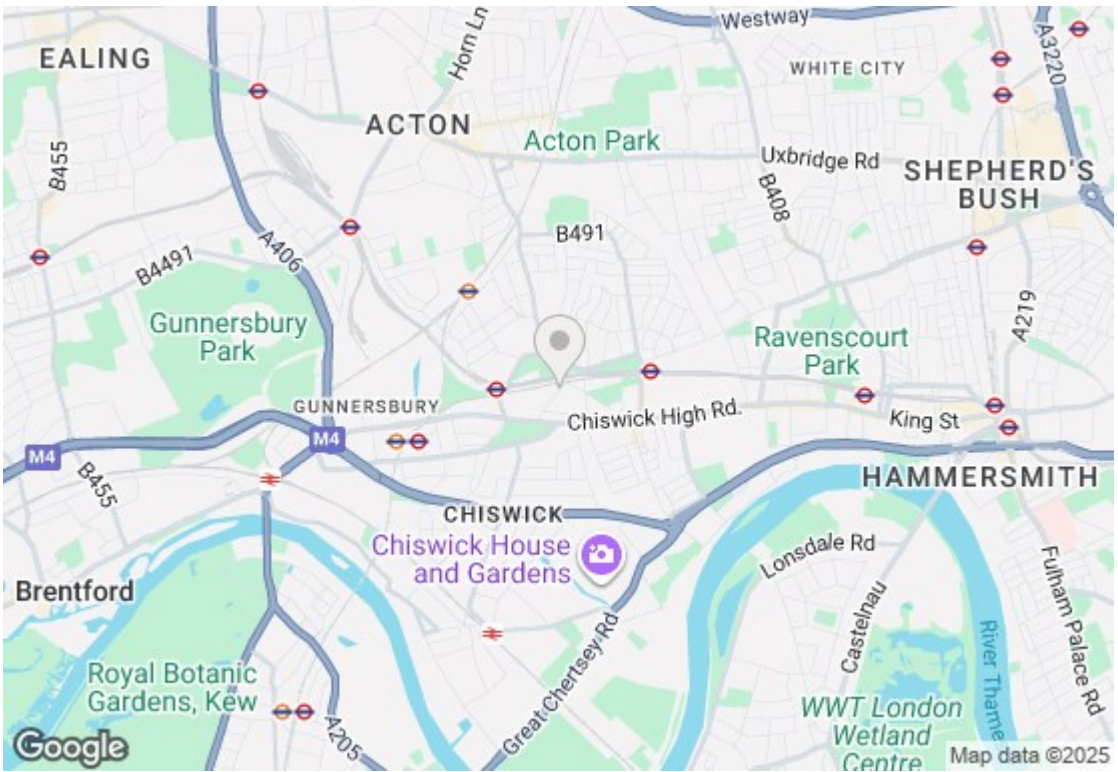 Westway
EALING
Horn Ln
A3220
WHITE CITY
ACTON
Acton Park
Uxbridge Rd
B455
SHEPHERD'S
BUSH
B408
B491
A406
B4491
A219
Gunnersbury
Park
Ravenscourt
Park
GUNNERSBURY
Chiswick High Rd.
King St
M4
M4
B455
HAMMERSMITH
CHISWICK
Chiswick House
and Gardens
Lonsdale Rd
Brentford
Castelnau
Fulham Palace Rd
River Thame
Great Chertsey Rd
Royal Botanic
Gardens, Kew
A205
WWT London
Wetland
Centre
Google
Map data ©2025